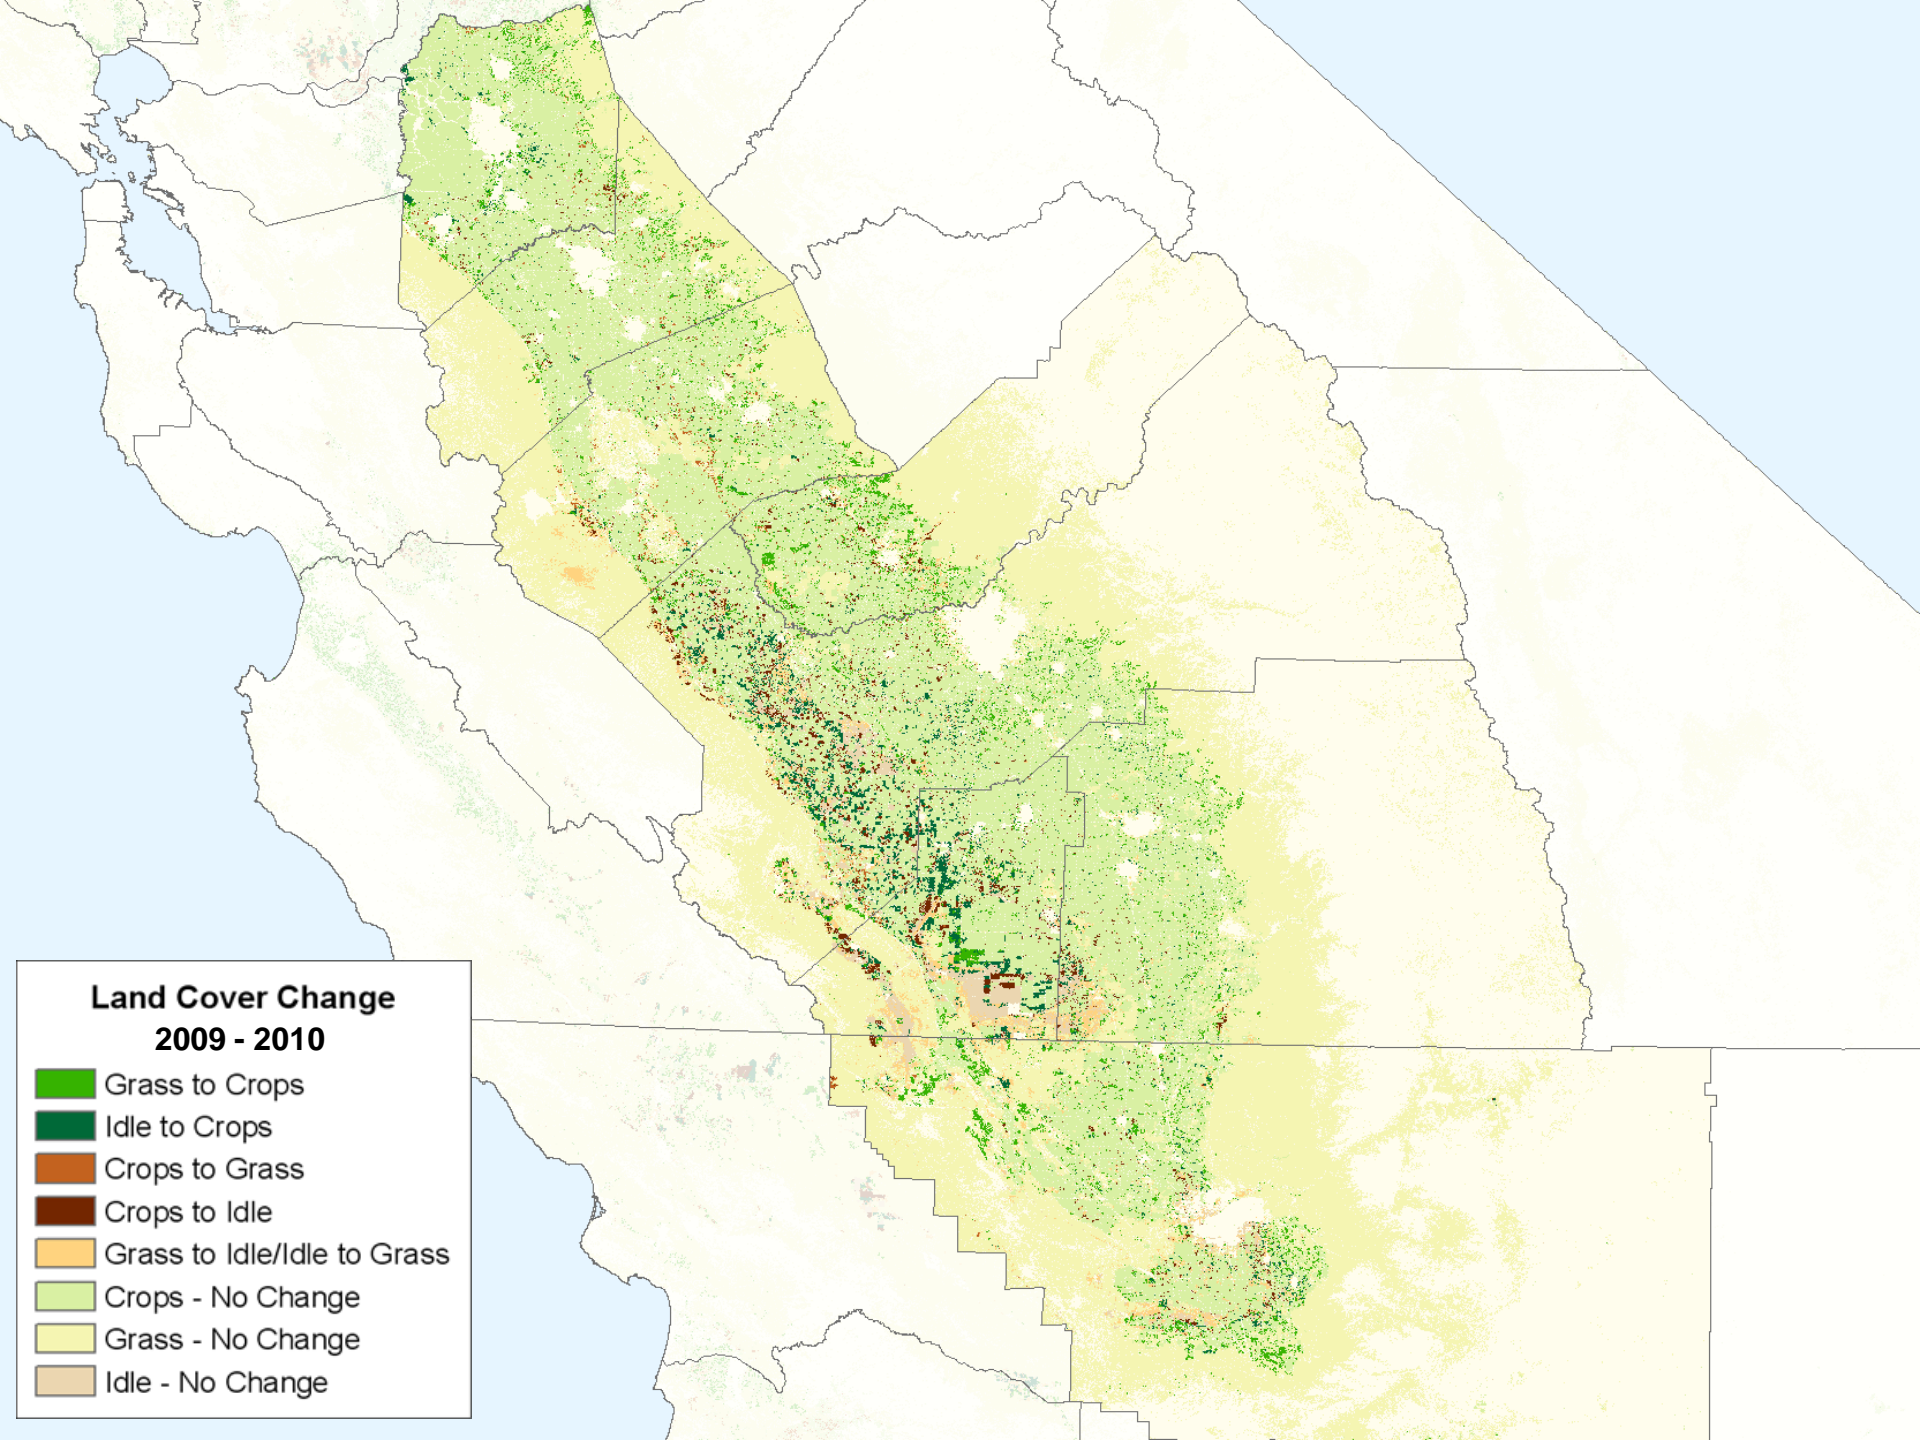 Land Cover Change
2009 - 2010
Grass to Crops
Idle to Crops
Crops to Grass
Crops to Idle
Grass to Idle/Idle to Grass
Crops - No Change
Grass - No Change
Idle - No Change